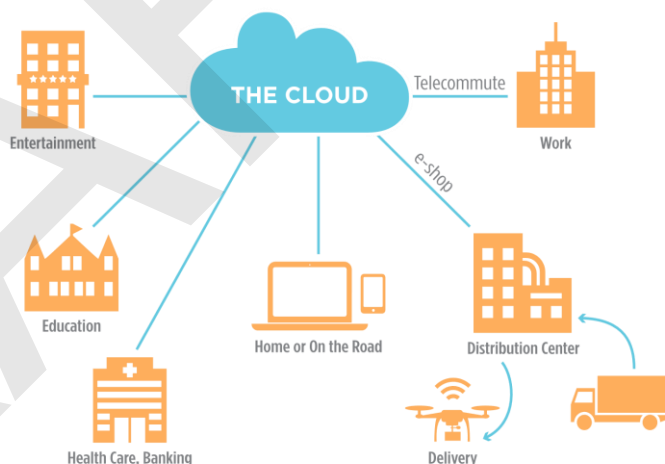 THE CLOUD
Telecommute
Entertainment
Work
e-shop
Education
Home or On the Road
Distribution Center
Health Care, Banking
Delivery